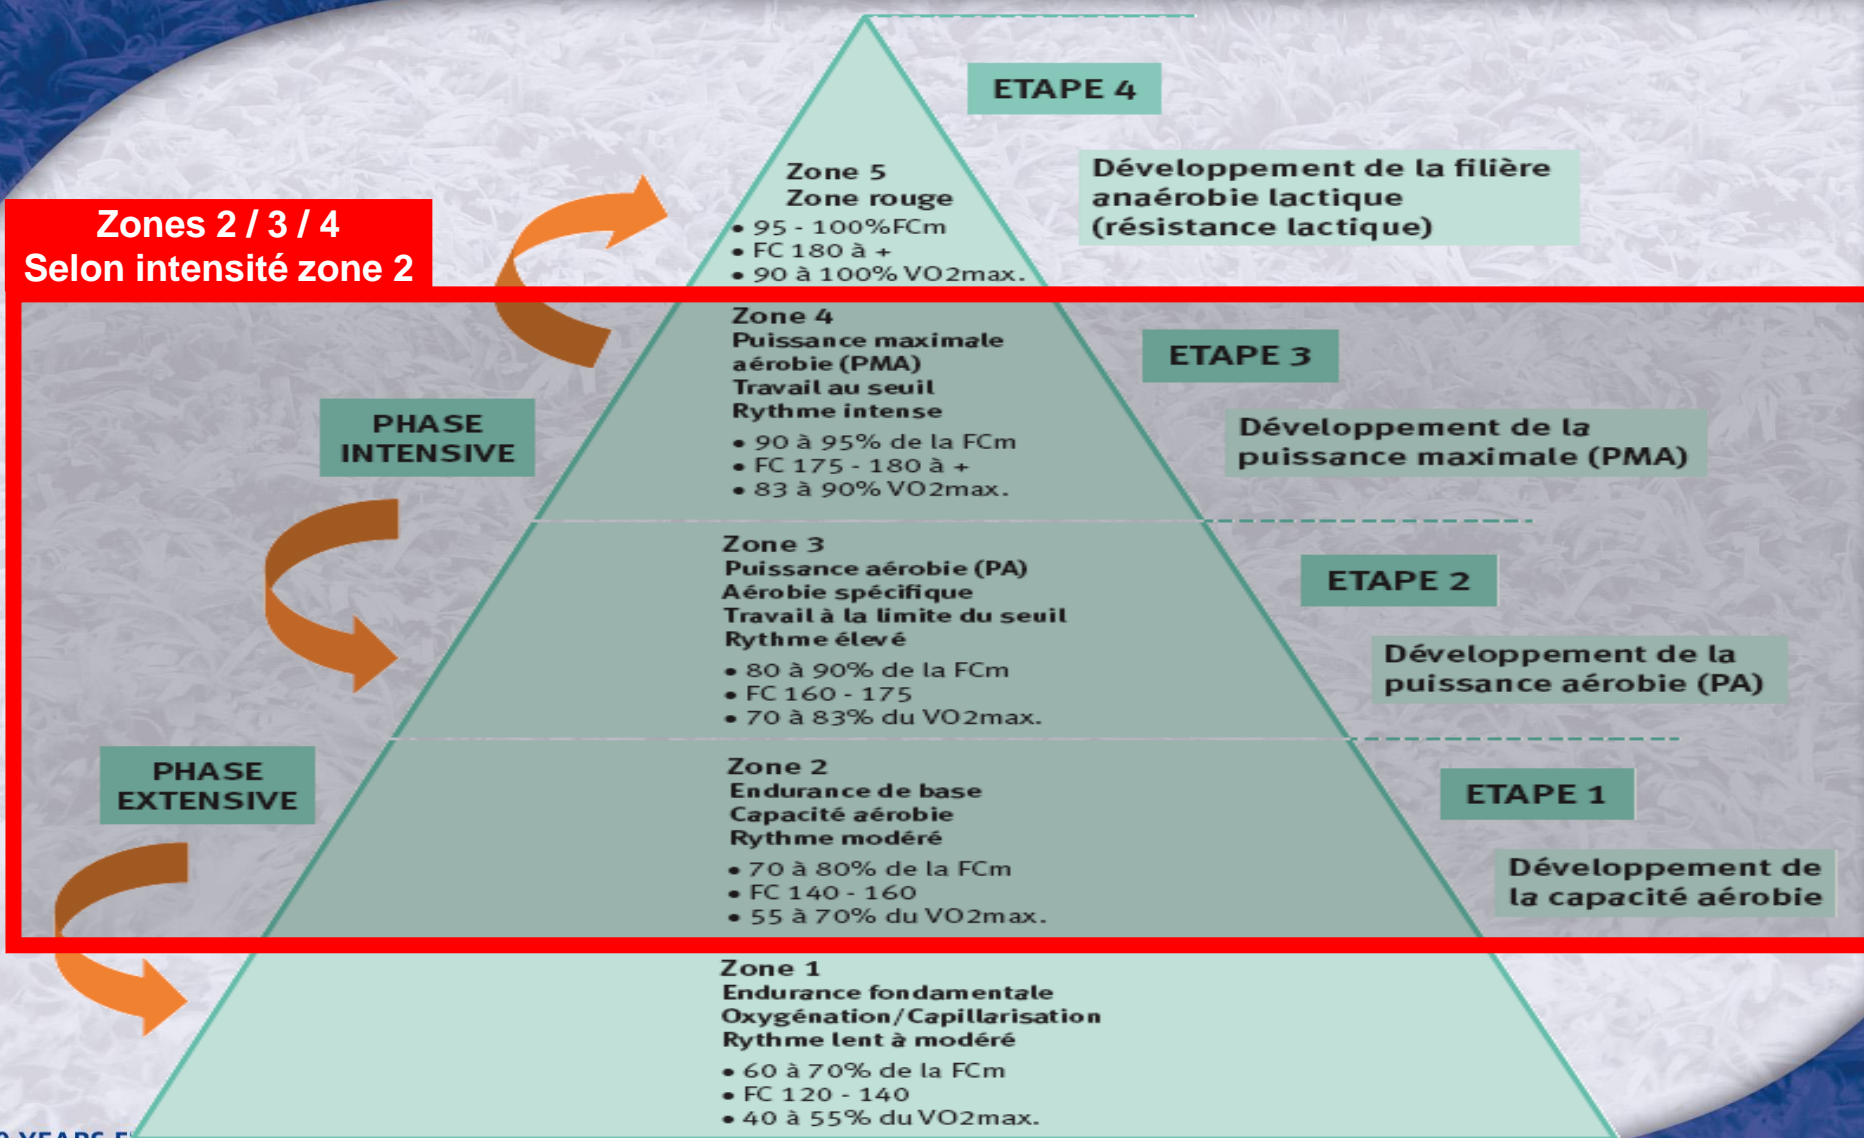 ETAPE 4
Zone 5
Zone rouge
• 95 - 100%FCm
• FC 180 à +
• 90 à 100% VO2max.
Développement de la filière
anaérobie lactique
(résistance lactique)
Zones 2 / 3 / 4
Selon intensité zone 2
Zone 4
Puissance maximale
aérobie (PMA)
Travail au seuil
Rythme intense
• 90 à 95% de la FCm
• FC 175 - 180 à +
• 83 à 90% VO2max.
ETAPE 3
Développement de la
puissance maximale (PMA)
PHASE
INTENSIVE
Zone 3
Puissance aérobie (PA)
Aérobie spécifique
Travail à la limite du seuil
Rythme élevé
• 80 à 90% de la FCm
• FC 160 - 175
• 70 à 83% du VO2max.
ETAPE 2
Développement de la
puissance aérobie (PA)
PHASE
EXTENSIVE
Zone 2
Endurance de base
Capacité aérobie
Rythme modéré
• 70 à 80% de la FCm
• FC 140 - 160
• 55 à 70% du VO2max.
ETAPE 1
Développement de
la capacité aérobie
Zone 1
Endurance fondamentale
Oxygénation/Capillarisation
Rythme lent à modéré
• 60 à 70% de la FCm
• FC 120 - 140
• 40 à 55% du VO2max.
YEARS